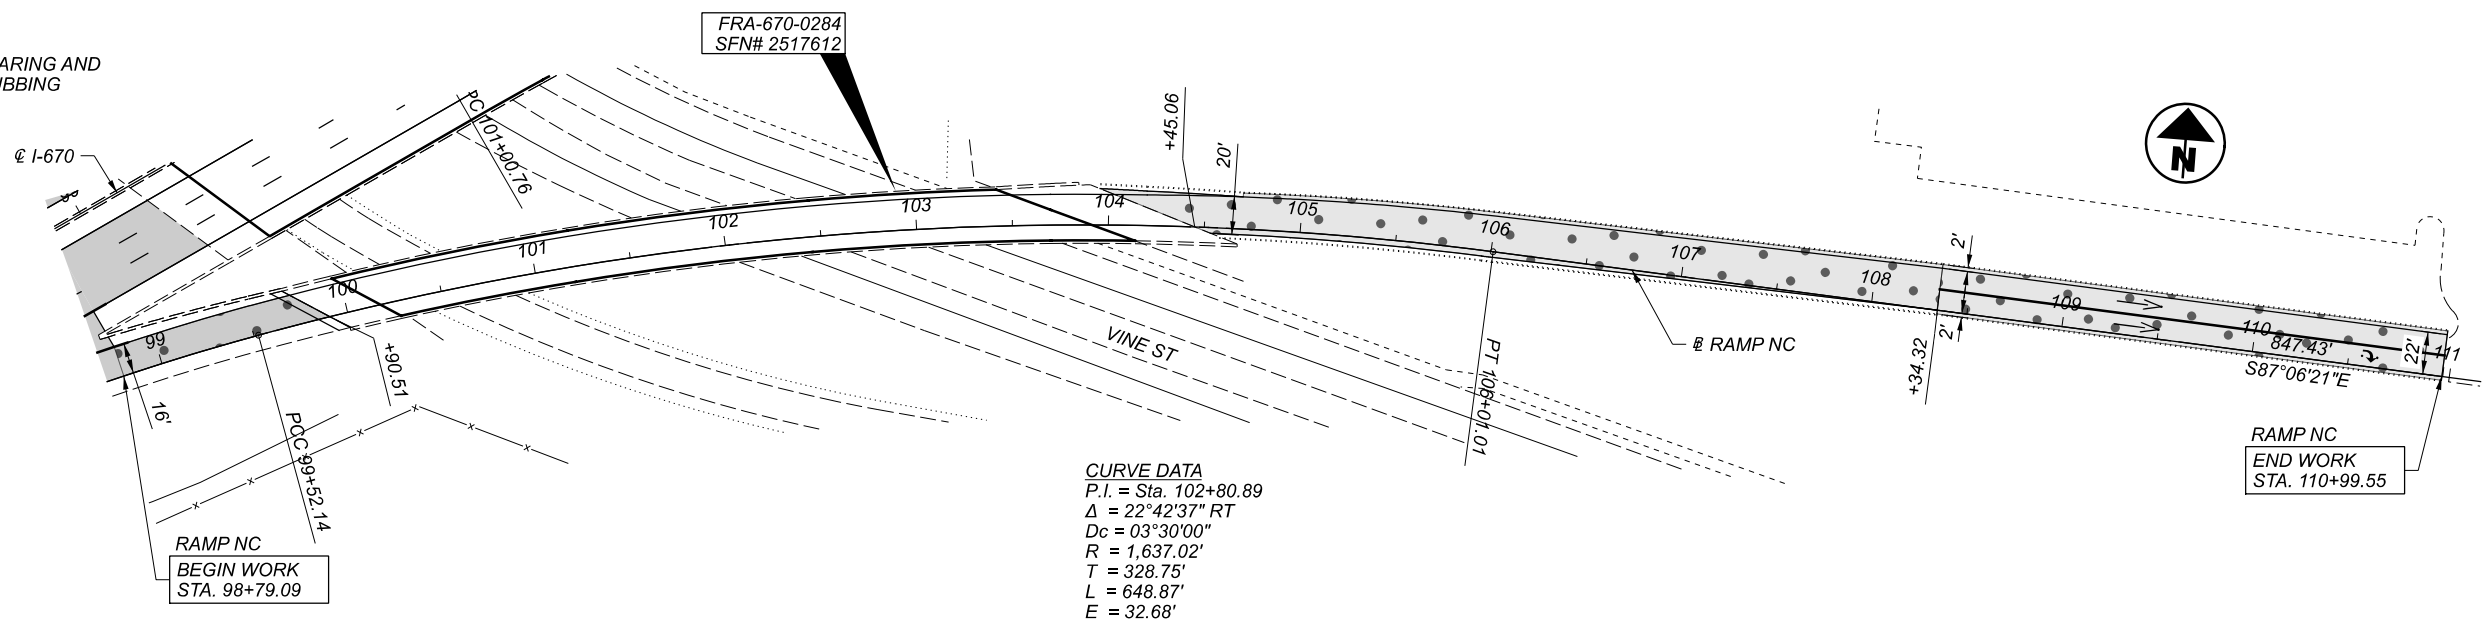 FRA-670-0284
SFN# 2517612
ARING AND
BBING
℄ I-670
PC 101+00.76
+45.06
20'
N
99
100
101
102
103
104
105
106
107
108
109
110
111
2'
2'
847.43'
22'
S87°06'21"E
+34.32
VINE ST
PT 106+01.01
RAMP NC
+90.51
16'
PCC 99+52.14
RAMP NC
BEGIN WORK
STA. 98+79.09
CURVE DATA
P.I. = Sta. 102+80.89
Δ = 22°42'37" RT
Dc = 03°30'00"
R = 1,637.02'
T = 328.75'
L = 648.87'
E = 32.68'
RAMP NC
END WORK
STA. 110+99.55